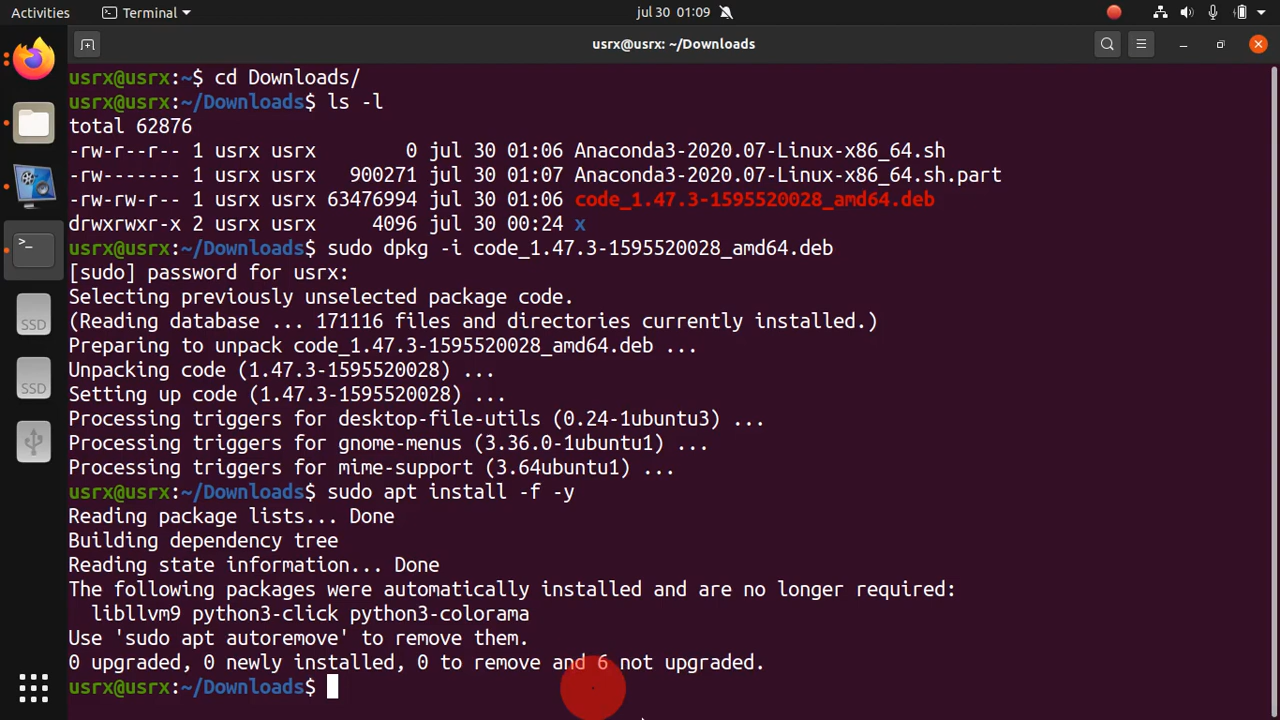 Activities Terminal jul 30 01:09
usrx@usrx: ~/Downloads
usrx@usrx:~$ cd Downloads/
usrx@usrx:~/Downloads$ ls -l
total 62876
-rw-r--r-- 1 usrx usrx        0 jul 30 01:06 Anaconda3-2020.07-Linux-x86_64.sh
-rw------- 1 usrx usrx   900271 jul 30 01:07 Anaconda3-2020.07-Linux-x86_64.sh.part
-rw-rw-r-- 1 usrx usrx 63476994 jul 30 01:06 code_1.47.3-1595520028_amd64.deb
drwxrwxr-x 2 usrx usrx     4096 jul 30 00:24 x
usrx@usrx:~/Downloads$ sudo dpkg -i code_1.47.3-1595520028_amd64.deb
[sudo] password for usrx:
Selecting previously unselected package code.
(Reading database ... 171116 files and directories currently installed.)
Preparing to unpack code_1.47.3-1595520028_amd64.deb ...
Unpacking code (1.47.3-1595520028) ...
Setting up code (1.47.3-1595520028) ...
Processing triggers for desktop-file-utils (0.24-1ubuntu3) ...
Processing triggers for gnome-menus (3.36.0-1ubuntu1) ...
Processing triggers for mime-support (3.64ubuntu1) ...
usrx@usrx:~/Downloads$ sudo apt install -f -y
Reading package lists... Done
Building dependency tree
Reading state information... Done
The following packages were automatically installed and are no longer required:
  libllvm9 python3-click python3-colorama
Use 'sudo apt autoremove' to remove them.
0 upgraded, 0 newly installed, 0 to remove and 6 not upgraded.
usrx@usrx:~/Downloads$
SSD
SSD